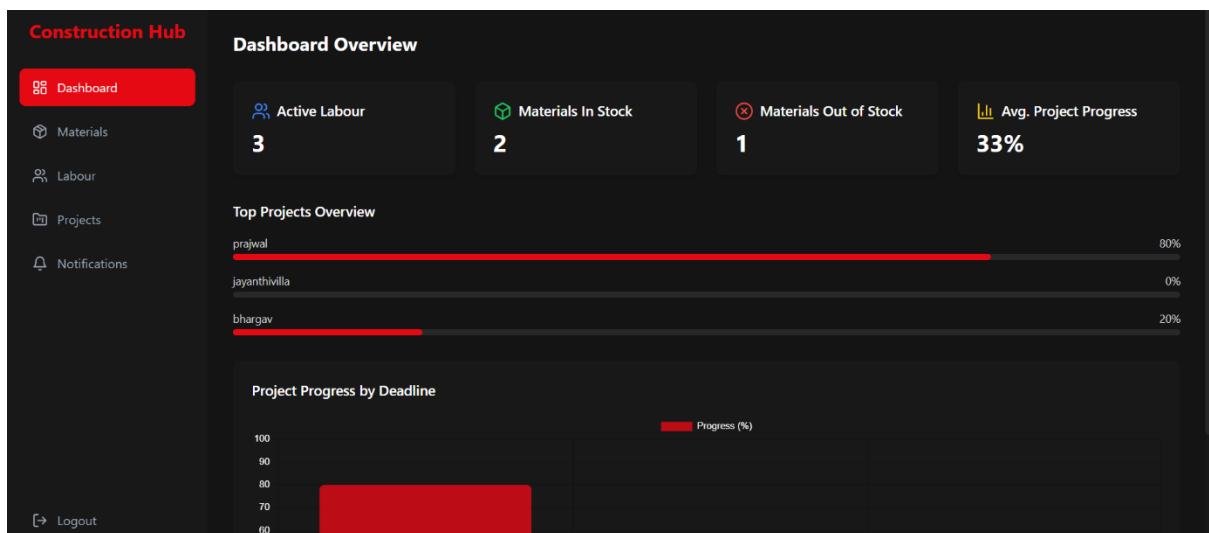 Construction Hub
Dashboard
Materials
Labour
Projects
Notifications
Logout
Dashboard Overview
Active Labour
3
Materials In Stock
2
Materials Out of Stock
1
Avg. Project Progress
33%
Top Projects Overview
prajwal 80%
jayanthivilla 0%
bhargav 20%
Project Progress by Deadline
Progress (%)
100
90
80
70
60